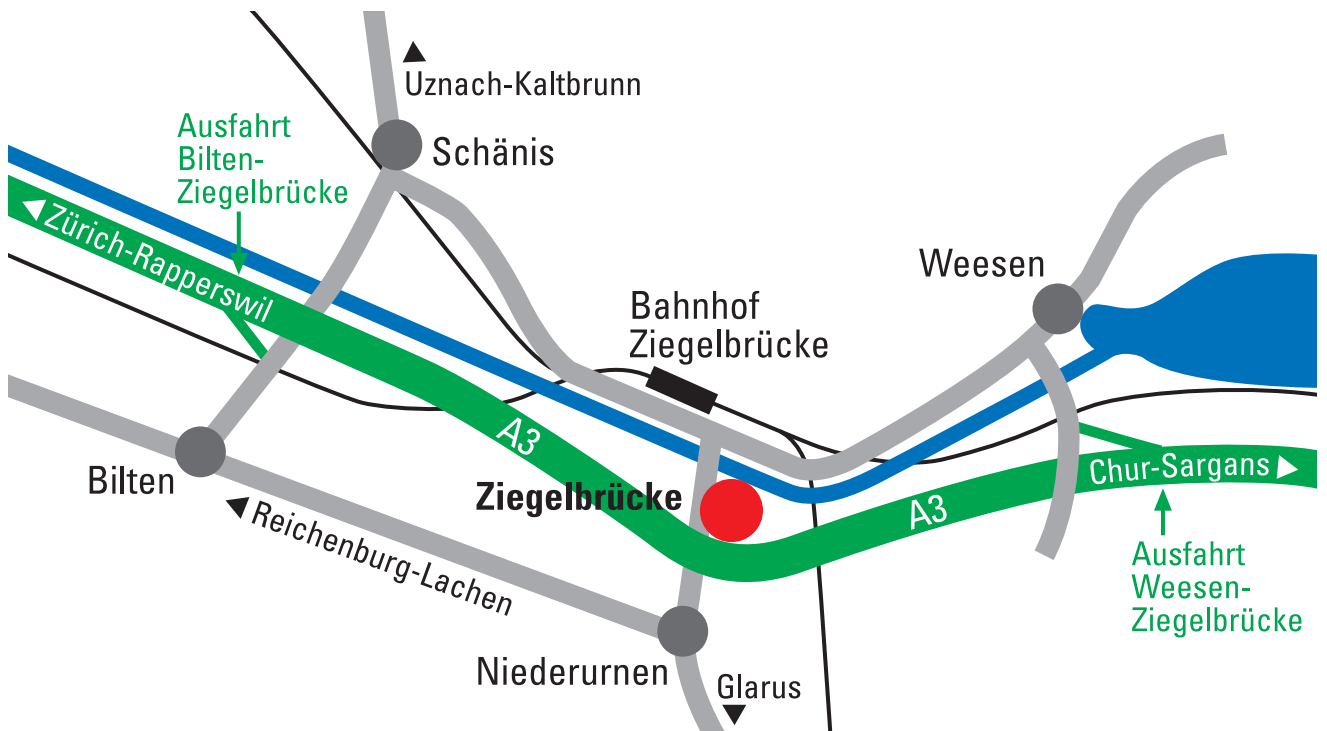 Uznach-Kaltbrunn
Ausfahrt
Bilten-
Ziegelbrücke
Schänis
Zürich-Rapperswil
Weesen
Bahnhof
Ziegelbrücke
A3
Bilten
Ziegelbrücke
Chur-Sargans
A3
Reichenburg-Lachen
Ausfahrt
Weesen-
Ziegelbrücke
Niederurnen
Glarus